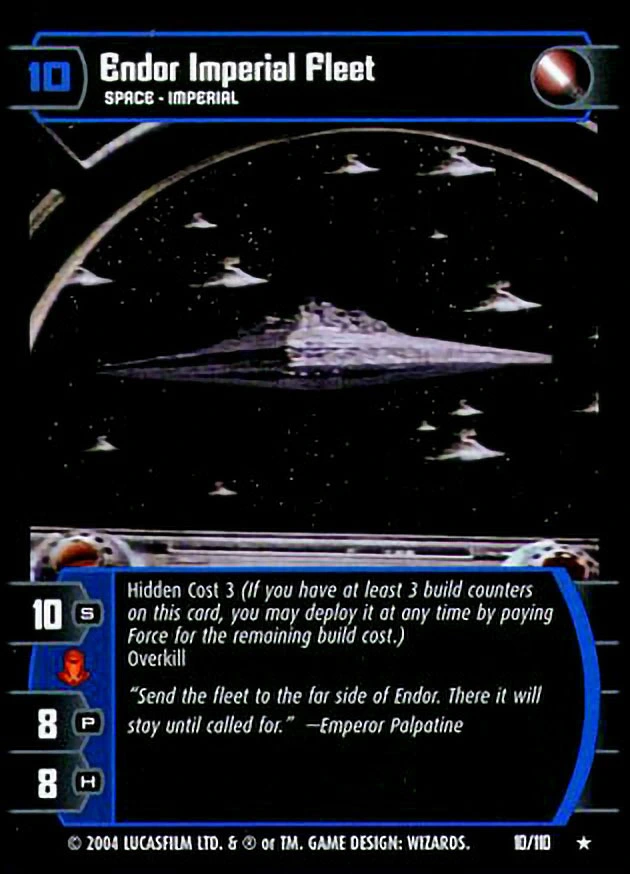 10
Endor Imperial Fleet
SPACE - IMPERIAL
10 S
8 P
8 H
Hidden Cost 3 (If you have at least 3 build counters
on this card, you may deploy it at any time by paying
Force for the remaining build cost.)
Overkill
“Send the fleet to the far side of Endor. There it will
stay until called for.” —Emperor Palpatine
© 2004 LUCASFILM LTD. & ® or TM. GAME DESIGN: WIZARDS. 10/110 ★